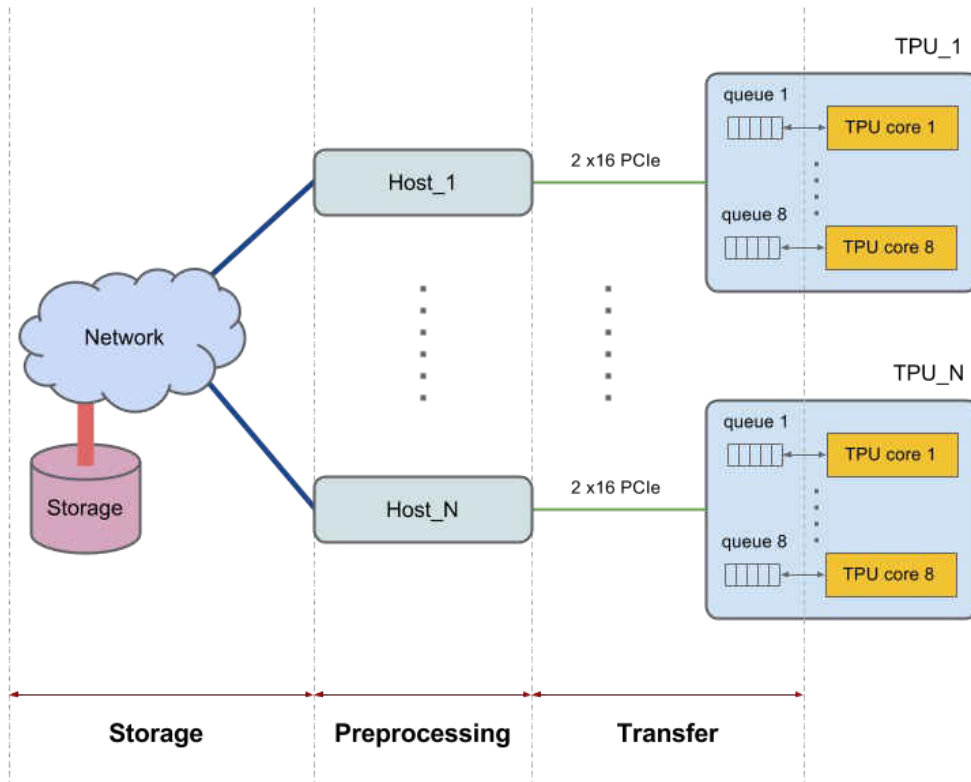 TPU_1
queue 1
TPU core 1
2 x16 PCIe
Host_1
queue 8
TPU core 8
Network
TPU_N
queue 1
TPU core 1
Storage
2 x16 PCIe
Host_N
queue 8
TPU core 8
Storage
Preprocessing
Transfer